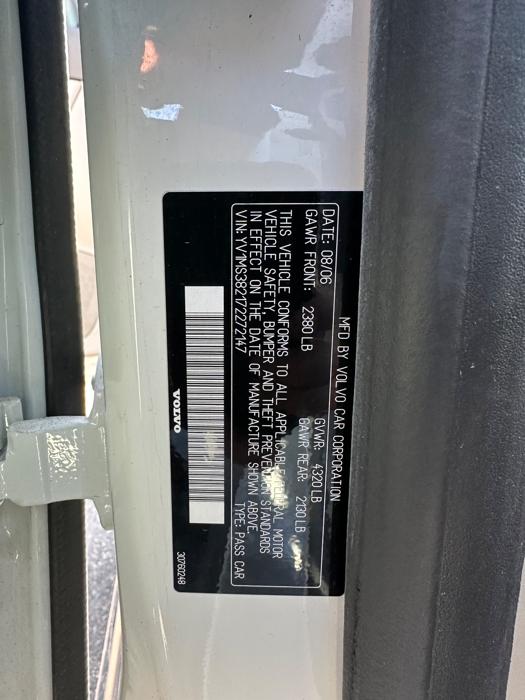 MFD BY VOLVO CAR CORPORATION
DATE: 08/06 GVWR: 4320 LB
GAWR FRONT: 2380 LB GAWR REAR: 2130 LB
THIS VEHICLE CONFORMS TO ALL APPLICABLE FEDERAL MOTOR
VEHICLE SAFETY, BUMPER AND THEFT PREVENTION STANDARDS
IN EFFECT ON THE DATE OF MANUFACTURE SHOWN ABOVE.
VIN: YV1MS382172272147 TYPE: PASS CAR
VOLVO
30760248